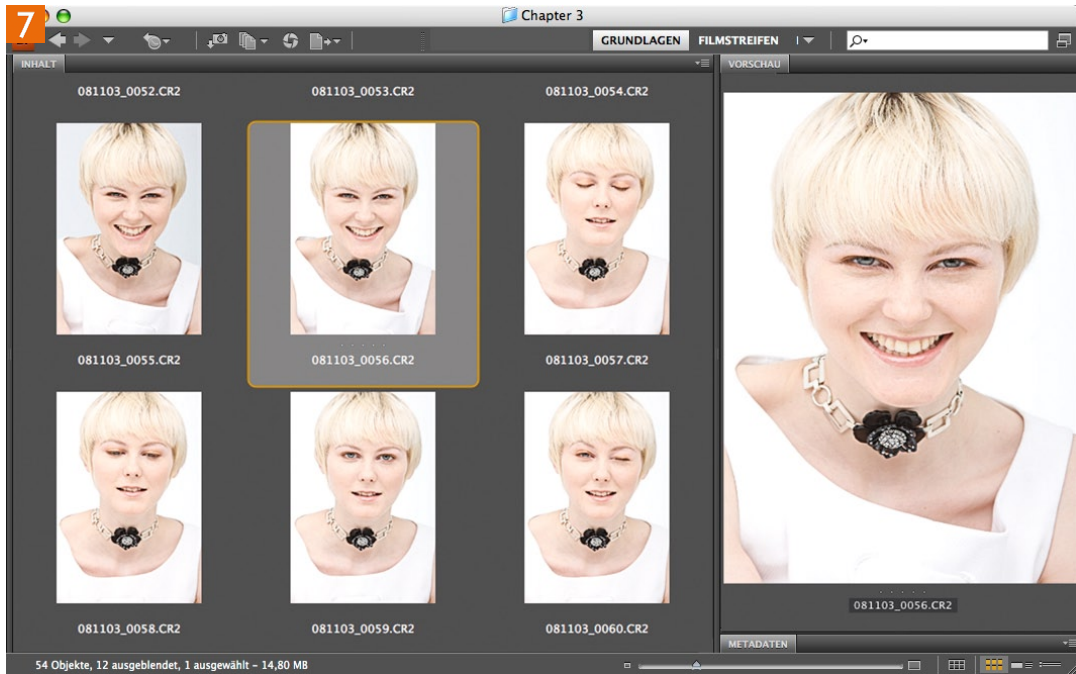 7
Chapter 3
GRUNDLAGEN FILMSTREIFEN
INHALT
VORSCHAU
081103_0052.CR2 081103_0053.CR2 081103_0054.CR2
081103_0055.CR2 081103_0056.CR2 081103_0057.CR2
081103_0058.CR2 081103_0059.CR2 081103_0060.CR2
081103_0056.CR2
METADATEN
54 Objekte, 12 ausgeblendet, 1 ausgewählt – 14,80 MB